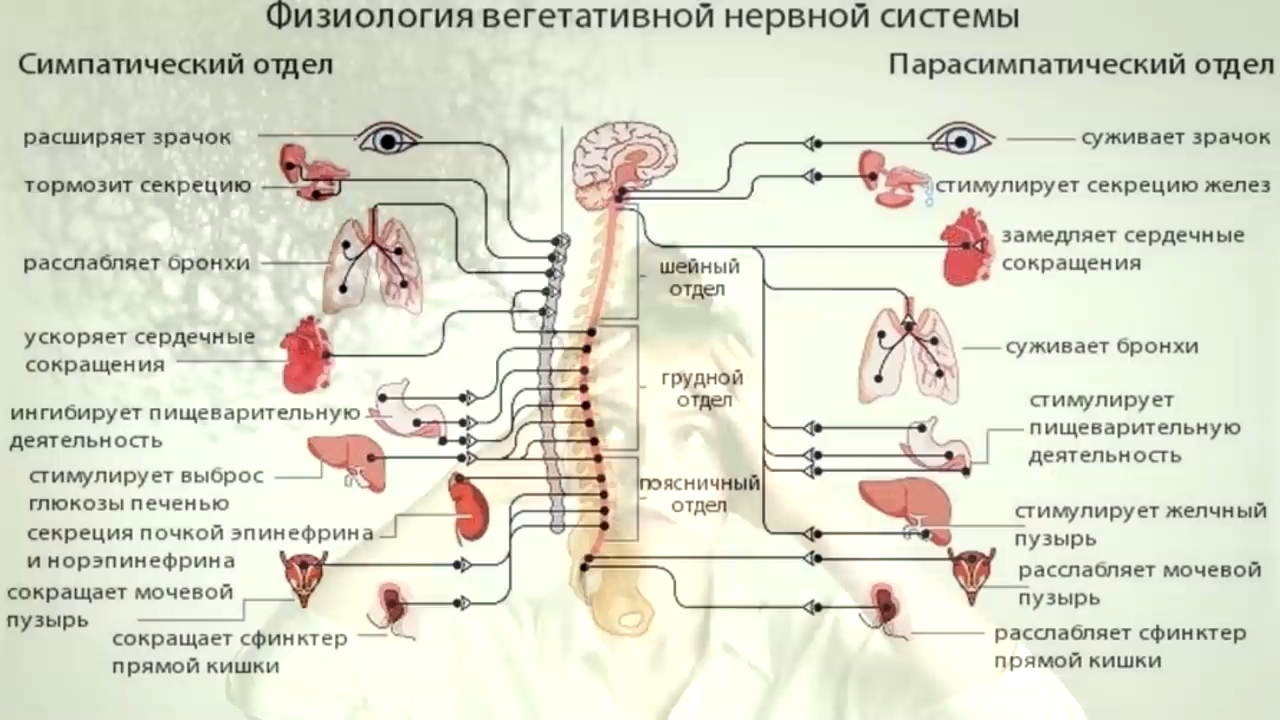 Физиология вегетативной нервной системы
Симпатический отдел
расширяет зрачок
тормозит секрецию
расслабляет бронхи
ускоряет сердечные
сокращения
ингибирует пищеварительную
деятельность
стимулирует выброс
глюкозы печенью
секреция почкой эпинефрина
и норэпинефрина
сокращает мочевой
пузырь
сокращает сфинктер
прямой кишки
шейный
отдел
грудной
отдел
поясничный
отдел
Парасимпатический отдел
суживает зрачок
стимулирует секрецию желез
замедляет сердечные
сокращения
суживает бронхи
стимулирует
пищеварительную
деятельность
стимулирует желчный
пузырь
расслабляет мочевой
пузырь
расслабляет сфинктер
прямой кишки